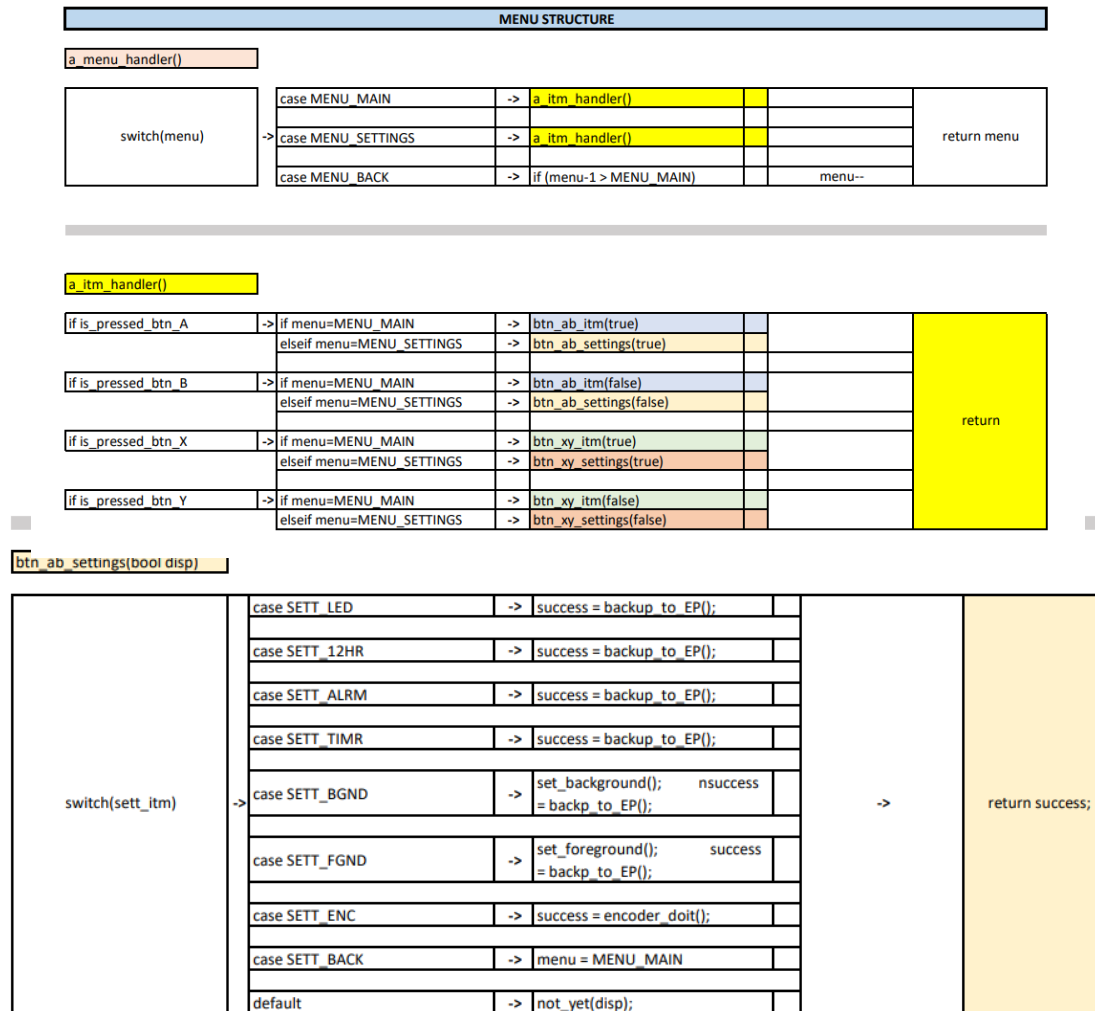 MENU STRUCTURE
a_menu_handler()
switch(menu) -> case MENU_MAIN -> a_itm_handler() return menu
case MENU_SETTINGS -> a_itm_handler()
case MENU_BACK -> if (menu-1 > MENU_MAIN) menu--
a_itm_handler()
if is_pressed_btn_A -> if menu=MENU_MAIN -> btn_ab_itm(true)
elseif menu=MENU_SETTINGS -> btn_ab_settings(true)
if is_pressed_btn_B -> if menu=MENU_MAIN -> btn_ab_itm(false)
elseif menu=MENU_SETTINGS -> btn_ab_settings(false)
return
if is_pressed_btn_X -> if menu=MENU_MAIN -> btn_xy_itm(true)
elseif menu=MENU_SETTINGS -> btn_xy_settings(true)
if is_pressed_btn_Y -> if menu=MENU_MAIN -> btn_xy_itm(false)
elseif menu=MENU_SETTINGS -> btn_xy_settings(false)
btn_ab_settings(bool disp)
case SETT_LED -> success = backup_to_EP();
case SETT_12HR -> success = backup_to_EP();
case SETT_ALRM -> success = backup_to_EP();
case SETT_TIMR -> success = backup_to_EP();
switch(sett_itm) -> case SETT_BGND -> set_background(); nsuccess
= backp_to_EP(); -> return success;
case SETT_FGND -> set_foreground(); success
= backp_to_EP();
case SETT_ENC -> success = encoder_doit();
case SETT_BACK -> menu = MENU_MAIN
default -> not_yet(disp);